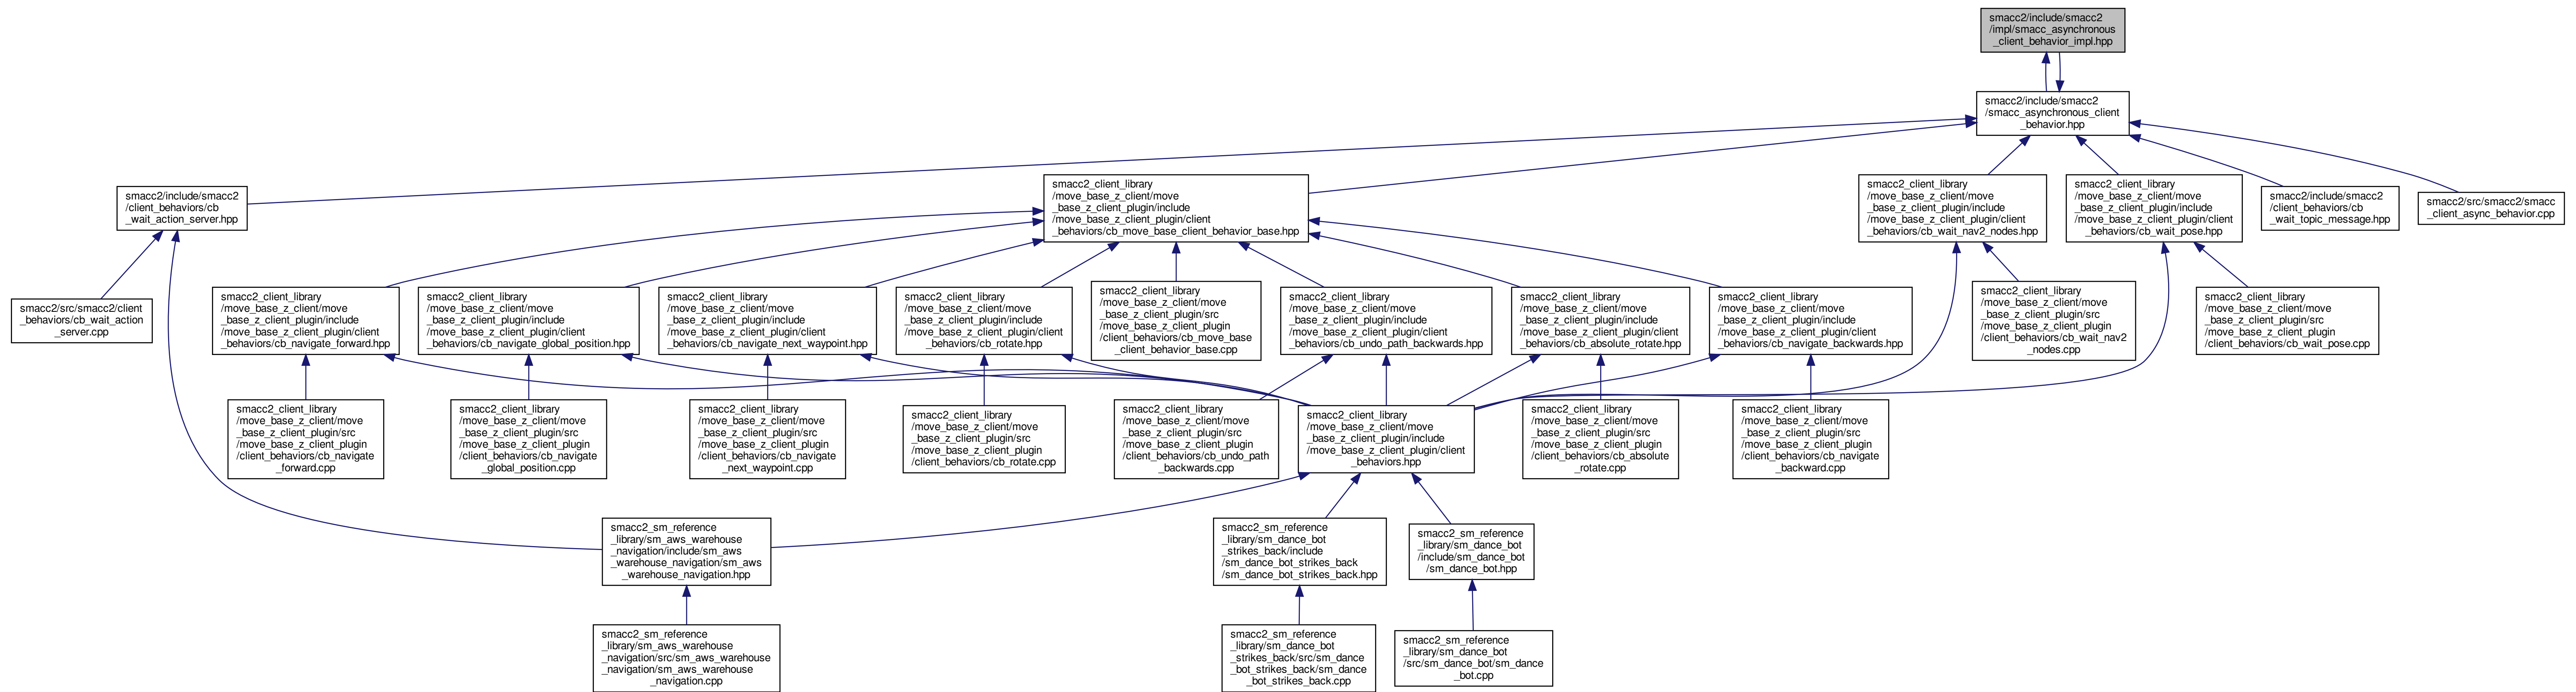 smacc2/include/smacc2
/impl/smacc_asynchronous
_client_behavior_impl.hpp
smacc2/include/smacc2
/smacc_asynchronous_client
_behavior.hpp
smacc2/include/smacc2
/client_behaviors/cb
_wait_action_server.hpp
smacc2_client_library
/move_base_z_client/move
_base_z_client_plugin/include
/move_base_z_client_plugin/client
_behaviors/cb_move_base_client_behavior_base.hpp
smacc2_client_library
/move_base_z_client/move
_base_z_client_plugin/include
/move_base_z_client_plugin/client
_behaviors/cb_wait_nav2_nodes.hpp
smacc2_client_library
/move_base_z_client/move
_base_z_client_plugin/include
/move_base_z_client_plugin/client
_behaviors/cb_wait_pose.hpp
smacc2/include/smacc2
/client_behaviors/cb
_wait_topic_message.hpp
smacc2/src/smacc2/smacc
_client_async_behavior.cpp
smacc2/src/smacc2/client
_behaviors/cb_wait_action
_server.cpp
smacc2_client_library
/move_base_z_client/move
_base_z_client_plugin/include
/move_base_z_client_plugin/client
_behaviors/cb_navigate_forward.hpp
smacc2_client_library
/move_base_z_client/move
_base_z_client_plugin/include
/move_base_z_client_plugin/client
_behaviors/cb_navigate_global_position.hpp
smacc2_client_library
/move_base_z_client/move
_base_z_client_plugin/include
/move_base_z_client_plugin/client
_behaviors/cb_navigate_next_waypoint.hpp
smacc2_client_library
/move_base_z_client/move
_base_z_client_plugin/include
/move_base_z_client_plugin/client
_behaviors/cb_rotate.hpp
smacc2_client_library
/move_base_z_client/move
_base_z_client_plugin/src
/move_base_z_client_plugin
/client_behaviors/cb_move_base
_client_behavior_base.cpp
smacc2_client_library
/move_base_z_client/move
_base_z_client_plugin/include
/move_base_z_client_plugin/client
_behaviors/cb_undo_path_backwards.hpp
smacc2_client_library
/move_base_z_client/move
_base_z_client_plugin/include
/move_base_z_client_plugin/client
_behaviors/cb_absolute_rotate.hpp
smacc2_client_library
/move_base_z_client/move
_base_z_client_plugin/include
/move_base_z_client_plugin/client
_behaviors/cb_navigate_backwards.hpp
smacc2_client_library
/move_base_z_client/move
_base_z_client_plugin/src
/move_base_z_client_plugin
/client_behaviors/cb_wait_nav2
_nodes.cpp
smacc2_client_library
/move_base_z_client/move
_base_z_client_plugin/src
/move_base_z_client_plugin
/client_behaviors/cb_wait_pose.cpp
smacc2_client_library
/move_base_z_client/move
_base_z_client_plugin/src
/move_base_z_client_plugin
/client_behaviors/cb_navigate
_forward.cpp
smacc2_client_library
/move_base_z_client/move
_base_z_client_plugin/src
/move_base_z_client_plugin
/client_behaviors/cb_navigate
_global_position.cpp
smacc2_client_library
/move_base_z_client/move
_base_z_client_plugin/src
/move_base_z_client_plugin
/client_behaviors/cb_navigate
_next_waypoint.cpp
smacc2_client_library
/move_base_z_client/move
_base_z_client_plugin/src
/move_base_z_client_plugin
/client_behaviors/cb_rotate.cpp
smacc2_client_library
/move_base_z_client/move
_base_z_client_plugin/src
/move_base_z_client_plugin
/client_behaviors/cb_undo_path
_backwards.cpp
smacc2_client_library
/move_base_z_client/move
_base_z_client_plugin/include
/move_base_z_client_plugin/client
_behaviors.hpp
smacc2_client_library
/move_base_z_client/move
_base_z_client_plugin/src
/move_base_z_client_plugin
/client_behaviors/cb_absolute
_rotate.cpp
smacc2_client_library
/move_base_z_client/move
_base_z_client_plugin/src
/move_base_z_client_plugin
/client_behaviors/cb_navigate
_backward.cpp
smacc2_sm_reference
_library/sm_aws_warehouse
_navigation/include/sm_aws
_warehouse_navigation/sm_aws
_warehouse_navigation.hpp
smacc2_sm_reference
_library/sm_dance_bot
_strikes_back/include
/sm_dance_bot_strikes_back
/sm_dance_bot_strikes_back.hpp
smacc2_sm_reference
_library/sm_dance_bot
/include/sm_dance_bot
/sm_dance_bot.hpp
smacc2_sm_reference
_library/sm_aws_warehouse
_navigation/src/sm_aws_warehouse
_navigation/sm_aws_warehouse
_navigation.cpp
smacc2_sm_reference
_library/sm_dance_bot
_strikes_back/src/sm_dance
_bot_strikes_back/sm_dance
_bot_strikes_back.cpp
smacc2_sm_reference
_library/sm_dance_bot
/src/sm_dance_bot/sm_dance
_bot.cpp